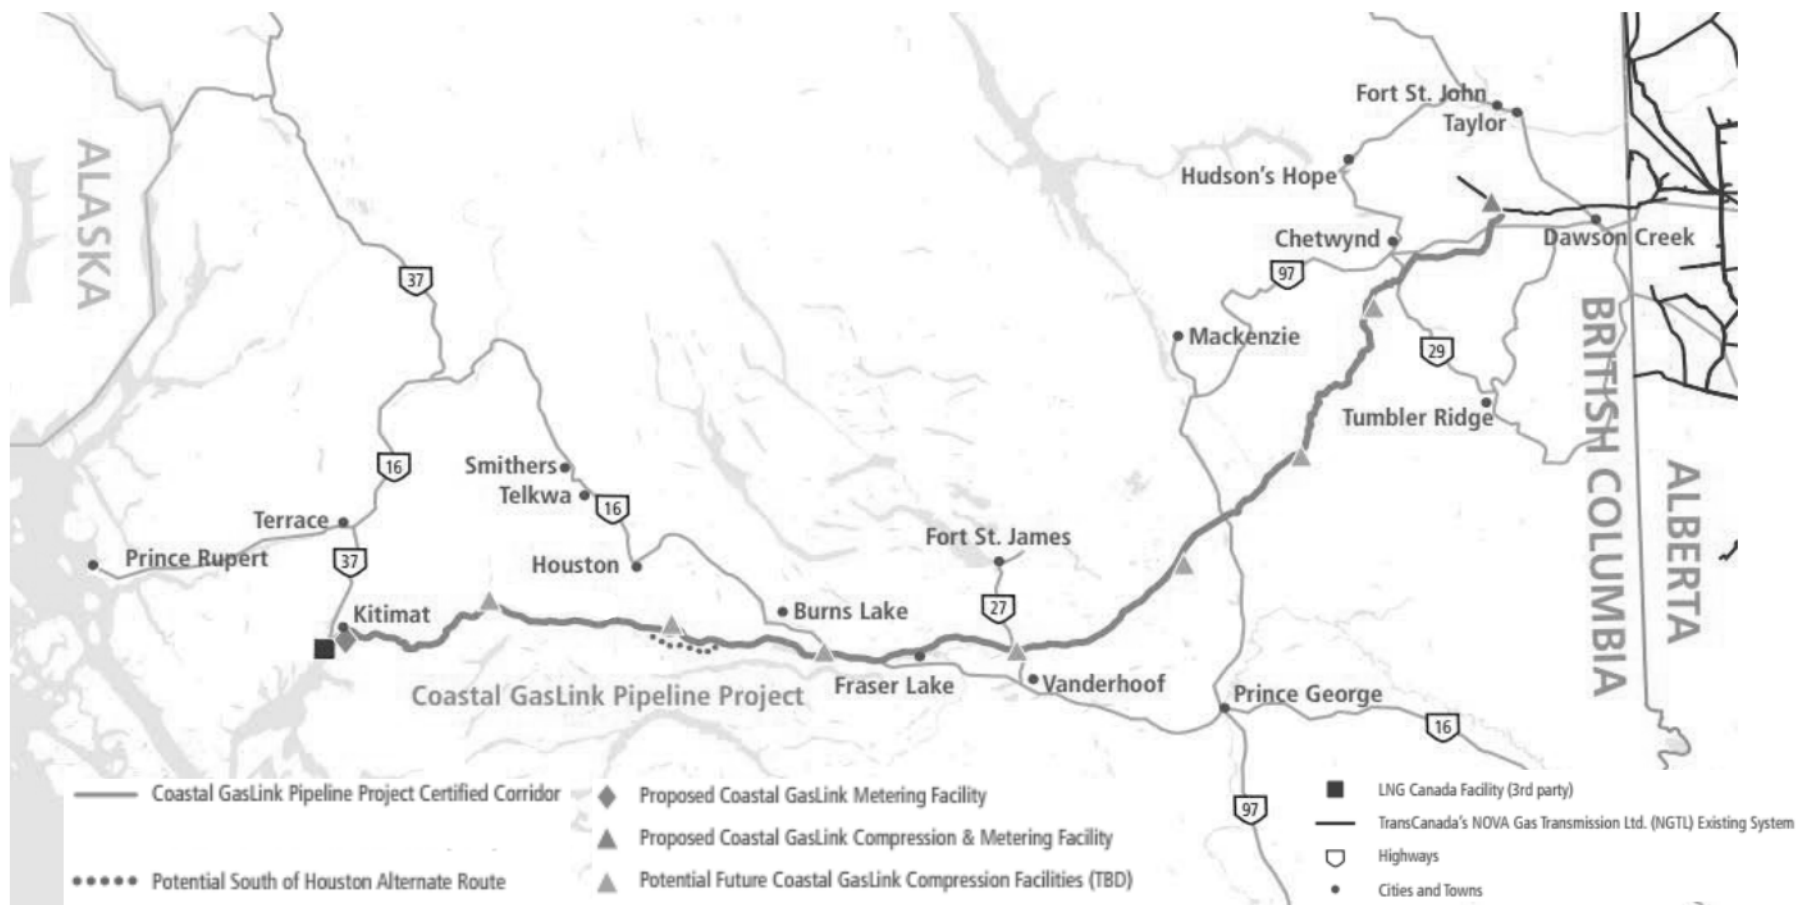 Fort St. John
Taylor
ALASKA
Hudson's Hope
Chetwynd
Dawson Creek
37
97
BRITISH COLUMBIA
Mackenzie
29
Tumbler Ridge
16
Smithers
Telkwa
16
ALBERTA
Terrace
Fort St. James
Prince Rupert
37
Houston
27
Kitimat
Burns Lake
Coastal GasLink Pipeline Project
Fraser Lake
Vanderhoof
Prince George
16
97
Coastal GasLink Pipeline Project Certified Corridor
Potential South of Houston Alternate Route
Proposed Coastal GasLink Metering Facility
Proposed Coastal GasLink Compression & Metering Facility
Potential Future Coastal GasLink Compression Facilities (TBD)
LNG Canada Facility (3rd party)
TransCanada's NOVA Gas Transmission Ltd. (NGTL) Existing System
Highways
Cities and Towns